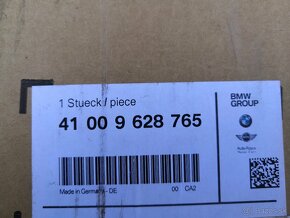 1 Stueck / piece
41 00 9 628 765
BMW
GROUP
Made in Germany - DE
00 CA2